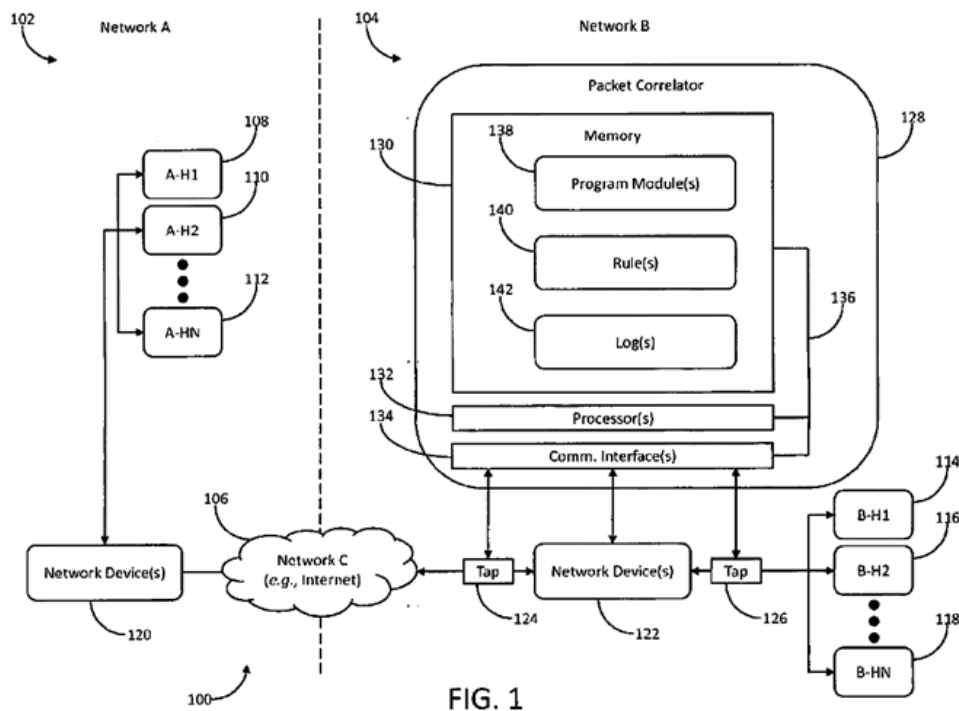 102
Network A
104
Network B
Packet Correlator
128
Memory
130
138
Program Module(s)
140
Rule(s)
142
Log(s)
136
132
Processor(s)
134
Comm. Interface(s)
108
A-H1
110
A-H2
112
A-HN
106
Network C
(e.g., Internet)
Network Device(s)
120
Tap
124
Network Device(s)
122
Tap
126
114
B-H1
116
B-H2
118
B-HN
100
FIG. 1